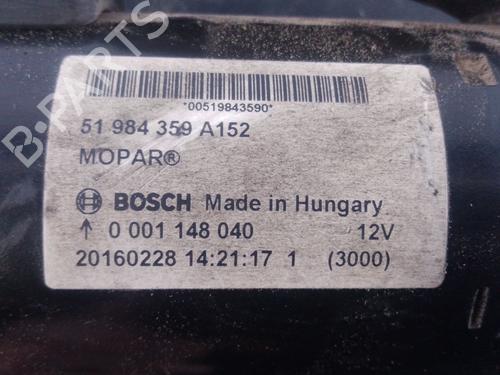 B-PARTS
*00519843590*
51 984 359 A152
MOPAR®
BOSCH Made in Hungary
↑ 0 001 148 040 12V
20160228 14:21:17 1 (3000)